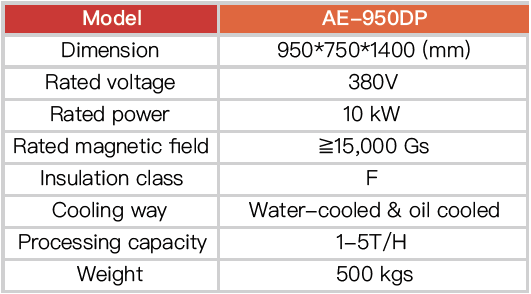 Model AE-950DP
Dimension 950*750*1400 (mm)
Rated voltage 380V
Rated power 10 kW
Rated magnetic field ≧15,000 Gs
Insulation class F
Cooling way Water-cooled & oil cooled
Processing capacity 1-5T/H
Weight 500 kgs